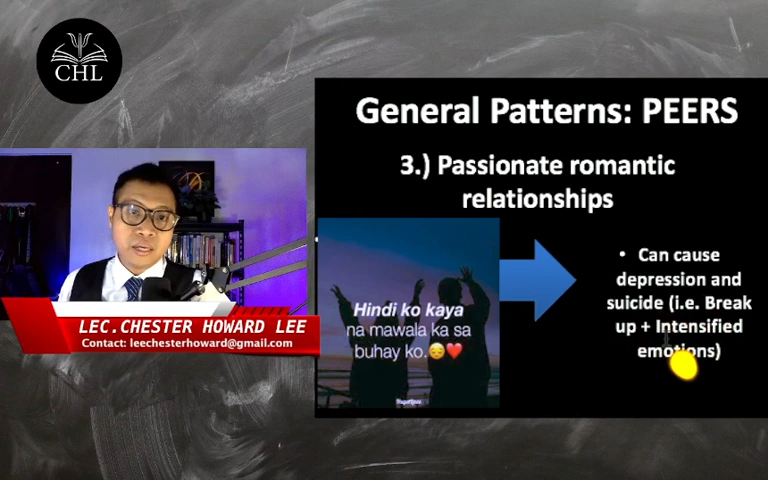 CHL
General Patterns: PEERS
3.) Passionate romantic
relationships
Hindi ko kaya
na mawala ka sa
buhay ko.😔❤️
• Can cause
depression and
suicide (i.e. Break
up + Intensified
emotions)
LEC.CHESTER HOWARD LEE
Contact: leechesterhoward@gmail.com